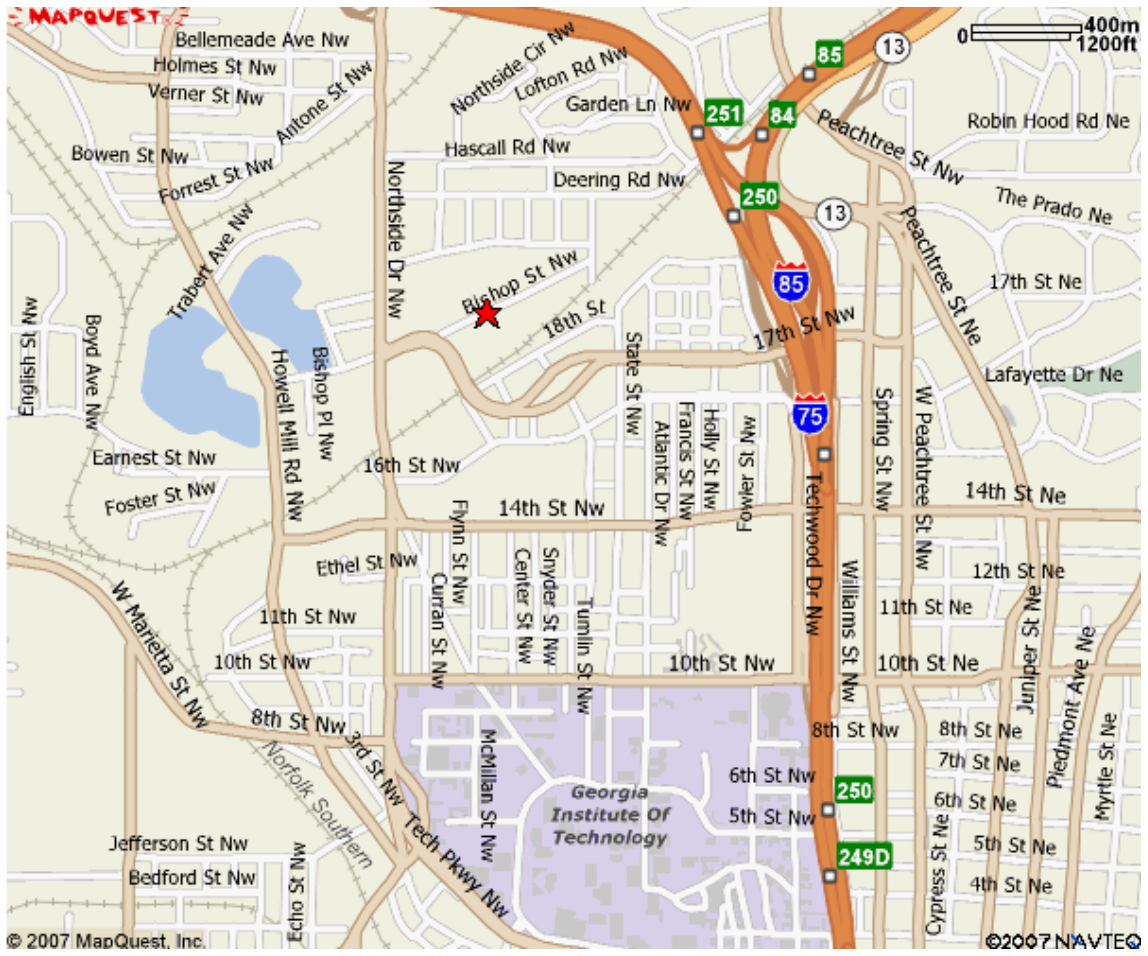 MAPQUEST
400m
0
1200ft
Bellemeade Ave Nw
Northside Cir Nw
13
85
Holmes St Nw
Lofton Rd Nw
Verner St Nw
Antone St Nw
Garden Ln Nw
251
84
Peachtree St Nw
Robin Hood Rd Ne
Bowen St Nw
Hascall Rd Nw
Forrest St Nw
Northside Dr Nw
Deering Rd Nw
250
13
The Prado Ne
Peachtree St Ne
Trabert Ave Nw
Bishop St Nw
85
17th St Ne
English St Nw
Boyd Ave Nw
18th St
17th St Nw
Howell Mill Rd Nw
Bishop Pl Nw
State St Nw
Lafayette Dr Ne
Spring St Nw
W Peachtree St Nw
75
Atlantic Dr Nw
Francis St Nw
Holly St Nw
Fowler St Nw
Earnest St Nw
16th St Nw
Techwood Dr Nw
Foster St Nw
14th St Nw
14th St Ne
Flynn St Nw
Ethel St Nw
Curran St Nw
Center St Nw
Snyder St Nw
Tumlin St Nw
Williams St Nw
12th St Ne
W Marietta St Nw
11th St Nw
11th St Ne
Juniper St Ne
Piedmont Ave Ne
10th St Nw
10th St Nw
10th St Ne
8th St Nw
3rd St Nw
8th St Nw
8th St Ne
Norfolk Southern
McMillan St Nw
7th St Ne
Myrtle St Ne
6th St Nw
Georgia
Institute Of
Technology
250
6th St Ne
5th St Nw
Tech Pkwy Nw
Jefferson St Nw
5th St Ne
249D
Cypress St Ne
Bedford St Nw
4th St Ne
Echo St Nw
© 2007 MapQuest, Inc.
©2007 NAVTEQ